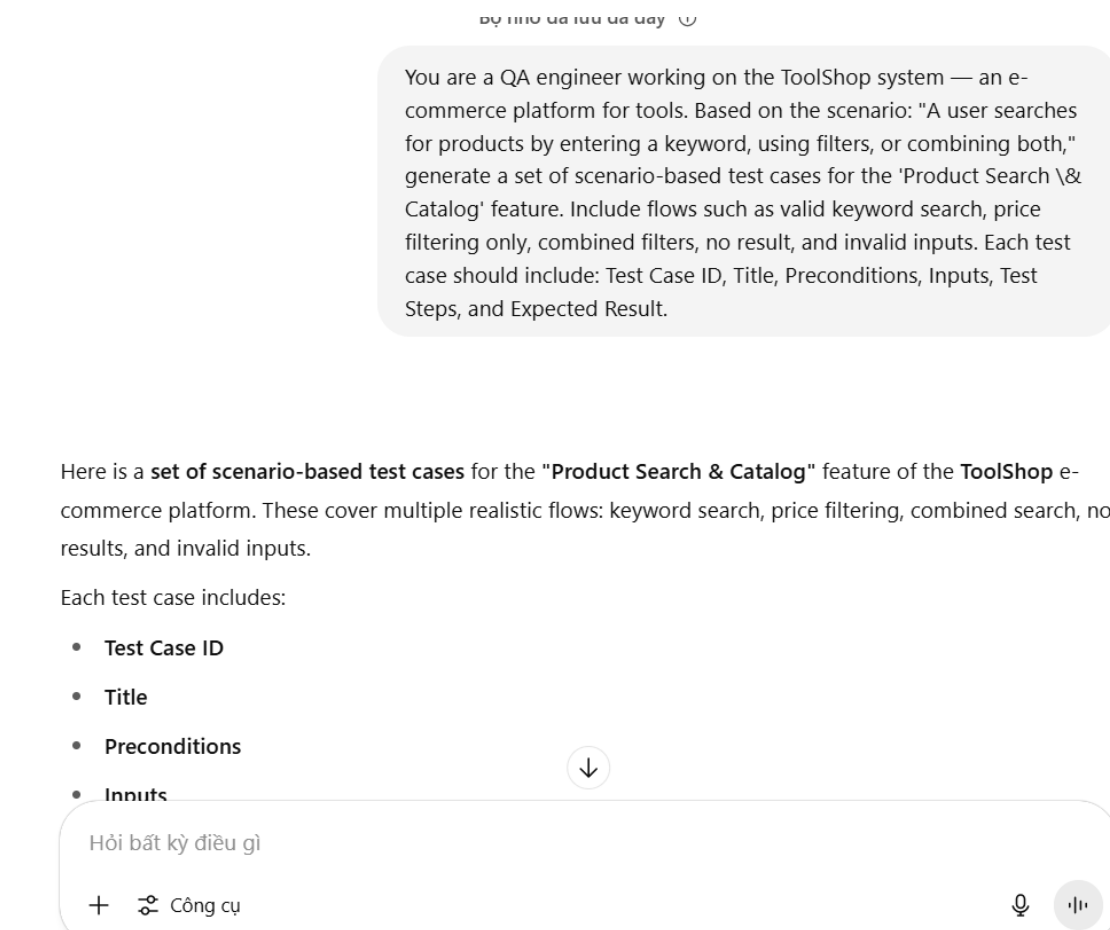 Bộ nhớ đã lưu đã đầy
You are a QA engineer working on the ToolShop system — an e-
commerce platform for tools. Based on the scenario: "A user searches
for products by entering a keyword, using filters, or combining both,"
generate a set of scenario-based test cases for the 'Product Search \&
Catalog' feature. Include flows such as valid keyword search, price
filtering only, combined filters, no result, and invalid inputs. Each test
case should include: Test Case ID, Title, Preconditions, Inputs, Test
Steps, and Expected Result.
Here is a set of scenario-based test cases for the "Product Search & Catalog" feature of the ToolShop e-
commerce platform. These cover multiple realistic flows: keyword search, price filtering, combined search, no
results, and invalid inputs.
Each test case includes:
• Test Case ID
• Title
• Preconditions
• Inputs
Hỏi bất kỳ điều gì
Công cụ